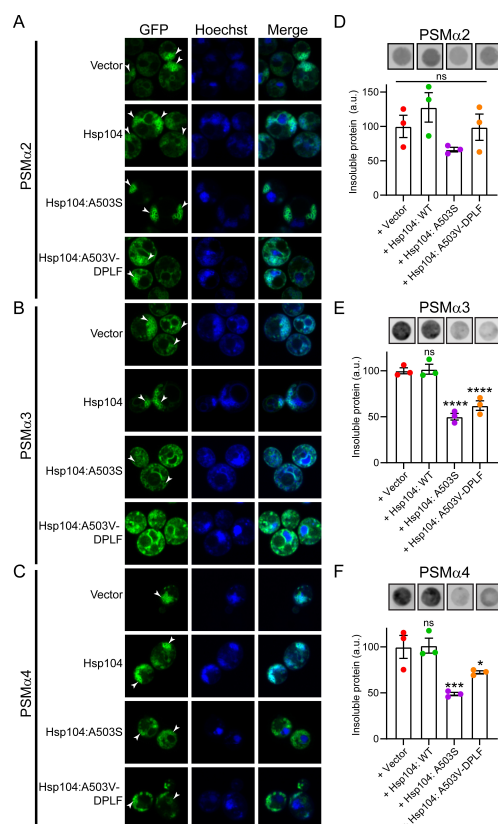 A
GFP
Hoechst
Merge
PSMα2
Vector
Hsp104
Hsp104:A503S
Hsp104:A503V-
DPLF
B
PSMα3
Vector
Hsp104
Hsp104:A503S
Hsp104:A503V-
DPLF
C
PSMα4
Vector
Hsp104
Hsp104:A503S
Hsp104:A503V-
DPLF
D
PSMα2
ns
Insoluble protein (a.u.)
150
100
50
0
+ Vector
+ Hsp104: WT
+ Hsp104: A503S
+ Hsp104: A503V-DPLF
E
PSMα3
ns
****
****
Insoluble protein (a.u.)
100
50
0
+ Vector
+ Hsp104: WT
+ Hsp104: A503S
+ Hsp104: A503V-DPLF
F
PSMα4
ns
***
*
Insoluble protein (a.u.)
100
50
0
+ Vector
+ Hsp104: WT
+ Hsp104: A503S
Hsp104: A503V-DPLF